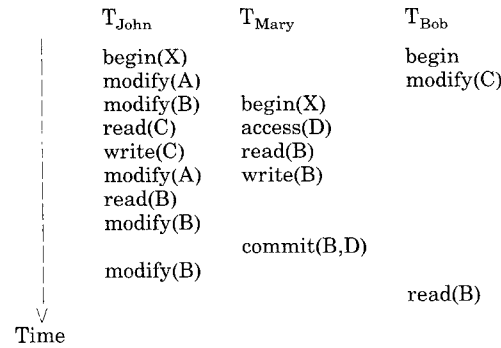 T_John T_Mary T_Bob
begin(X) begin
modify(A) modify(C)
modify(B) begin(X)
read(C) access(D)
write(C) read(B)
modify(A) write(B)
read(B)
modify(B)
commit(B,D)
modify(B)
read(B)
Time